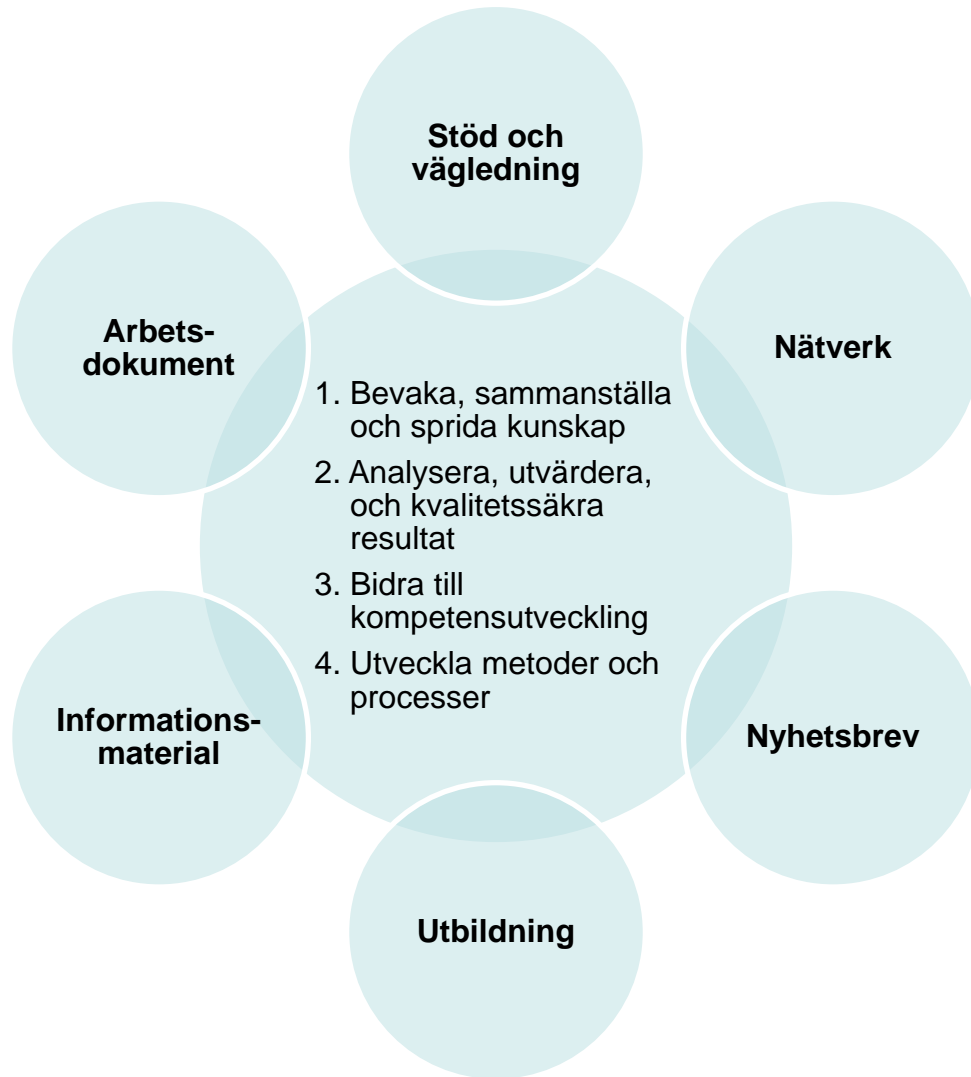 Stöd och
vägledning
Arbets-
dokument
Nätverk
1. Bevaka, sammanställa
och sprida kunskap
2. Analysera, utvärdera,
och kvalitetssäkra
resultat
3. Bidra till
kompetensutveckling
4. Utveckla metoder och
processer
Informations-
material
Nyhetsbrev
Utbildning